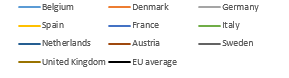 Belgium Denmark Germany
Spain France Italy
Netherlands Austria Sweden
United Kingdom EU average